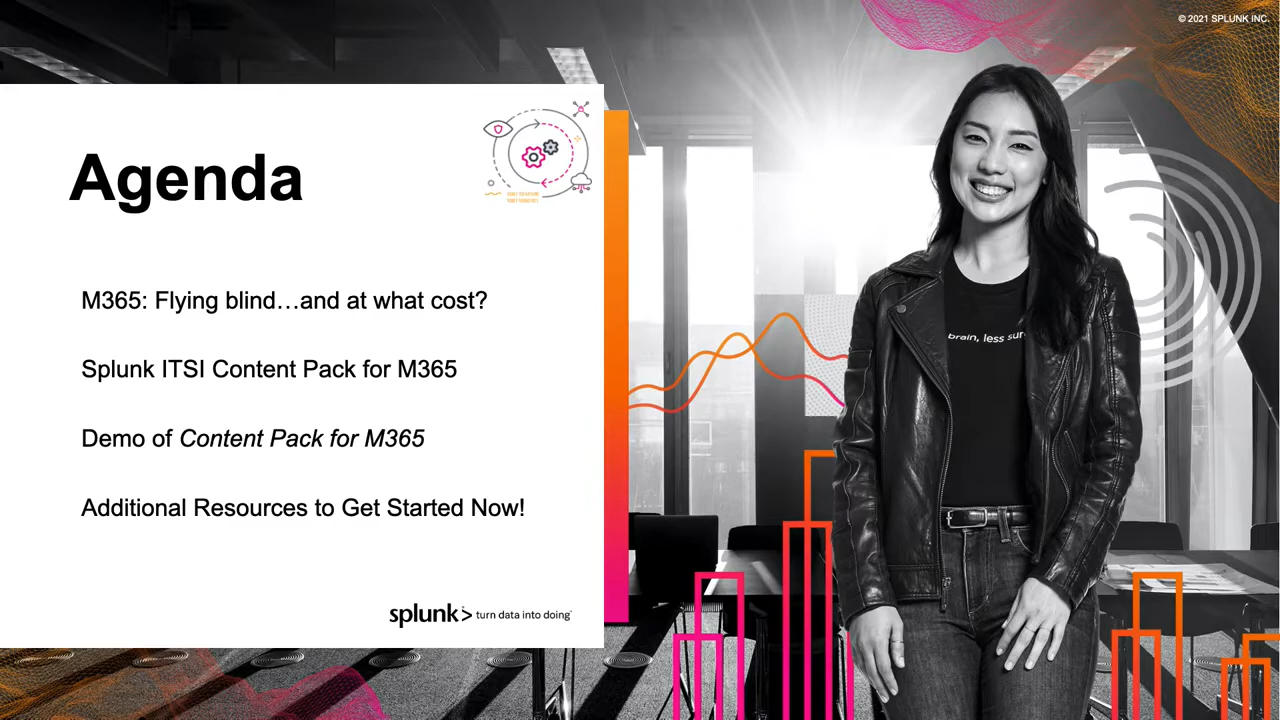 © 2021 SPLUNK INC.
Agenda
M365: Flying blind…and at what cost?
Splunk ITSI Content Pack for M365
Demo of Content Pack for M365
Additional Resources to Get Started Now!
splunk> turn data into doing™
brain, less